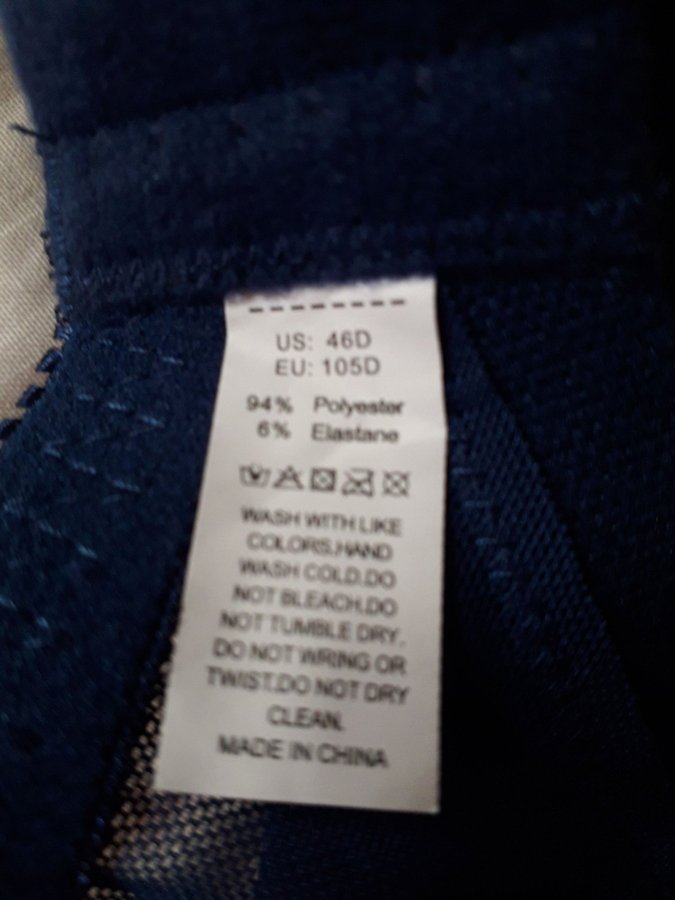 US: 46D
EU: 105D
94% Polyester
6% Elastane
WASH WITH LIKE
COLORS.HAND
WASH COLD.DO
NOT BLEACH.DO
NOT TUMBLE DRY.
DO NOT WRING OR
TWIST.DO NOT DRY
CLEAN.
MADE IN CHINA